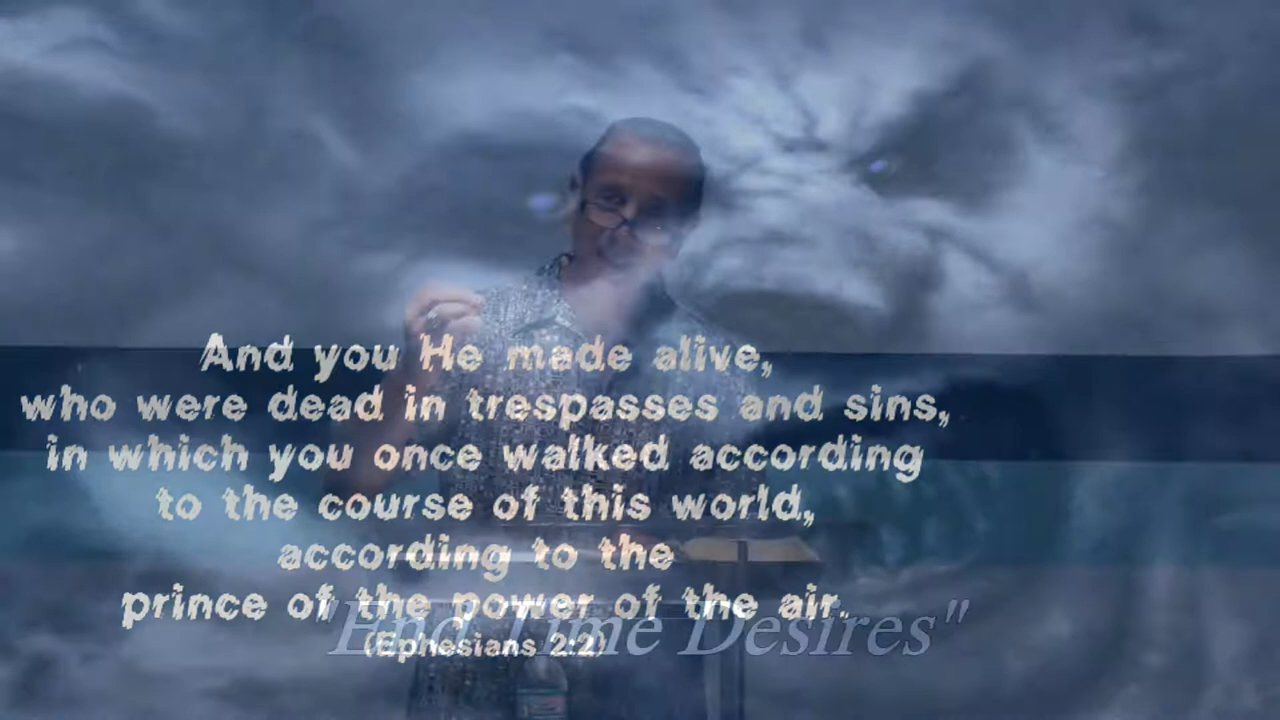 And you He made alive,
who were dead in trespasses and sins,
in which you once walked according
to the course of this world,
according to the
prince of the power of the air.
"End Time Desires"
(Ephesians 2:2)